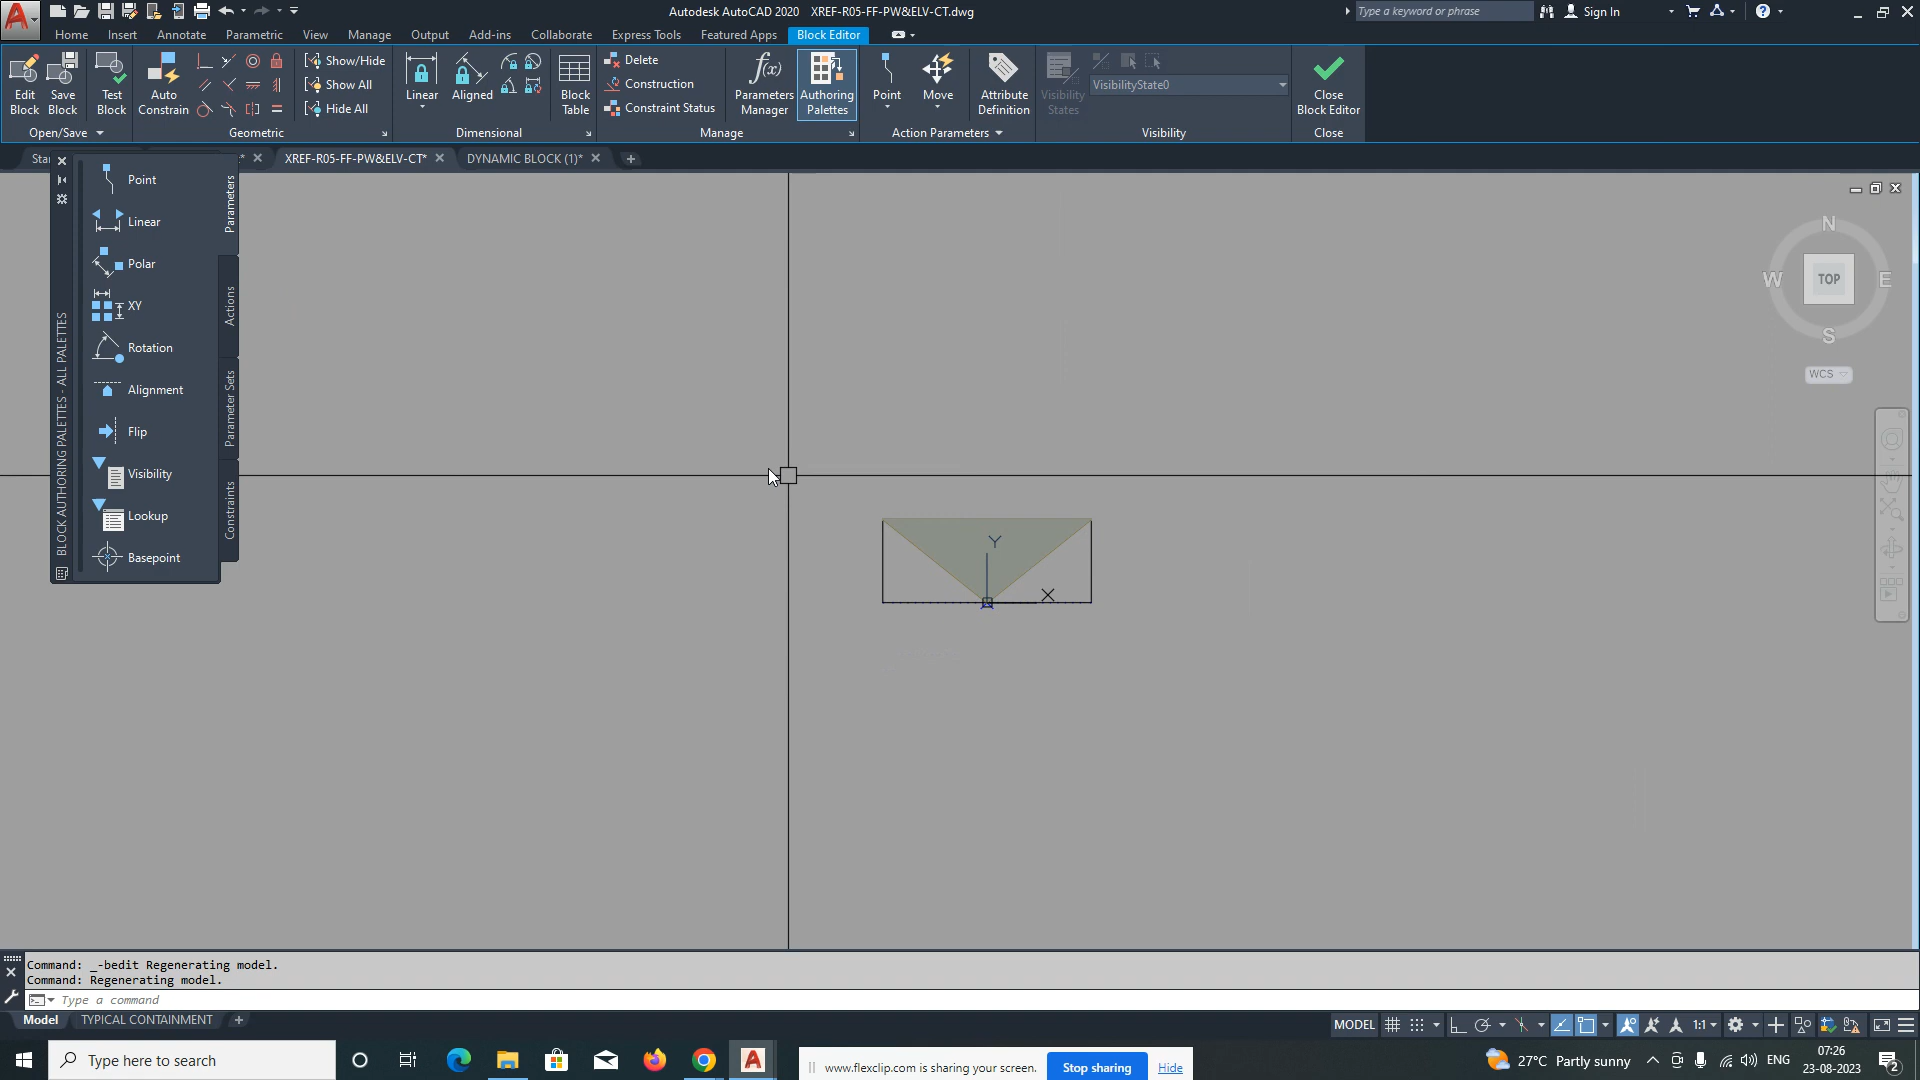 Autodesk AutoCAD 2020 XREF-R05-FF-PW&ELV-CT.dwg
Type a keyword or phrase
Sign In
Home Insert Annotate Parametric View Manage Output Add-ins Collaborate Express Tools Featured Apps Block Editor
Edit Block
Save Block
Test Block
Auto Constrain
Show/Hide
Show All
Hide All
Linear
Aligned
Block Table
Delete
Construction
Constraint Status
Parameters Manager
Authoring Palettes
Point
Move
Attribute Definition
Visibility States
VisibilityState0
Close Block Editor
Open/Save Geometric Dimensional Manage Action Parameters Visibility Close
Star
XREF-R05-FF-PW&ELV-CT*
DYNAMIC BLOCK (1)*
Point
Linear
Polar
XY
Rotation
Alignment
Flip
Visibility
Lookup
Basepoint
Parameters
Actions
Parameter Sets
Constraints
BLOCK AUTHORING PALETTES - ALL PALETTES
N
W TOP E
S
WCS
Y
X
Command: _-bedit Regenerating model.
Command: Regenerating model.
Type a command
Model TYPICAL CONTAINMENT
MODEL
1:1
Type here to search
www.flexclip.com is sharing your screen. Stop sharing Hide
27°C Partly sunny
ENG
07:26
23-08-2023
2